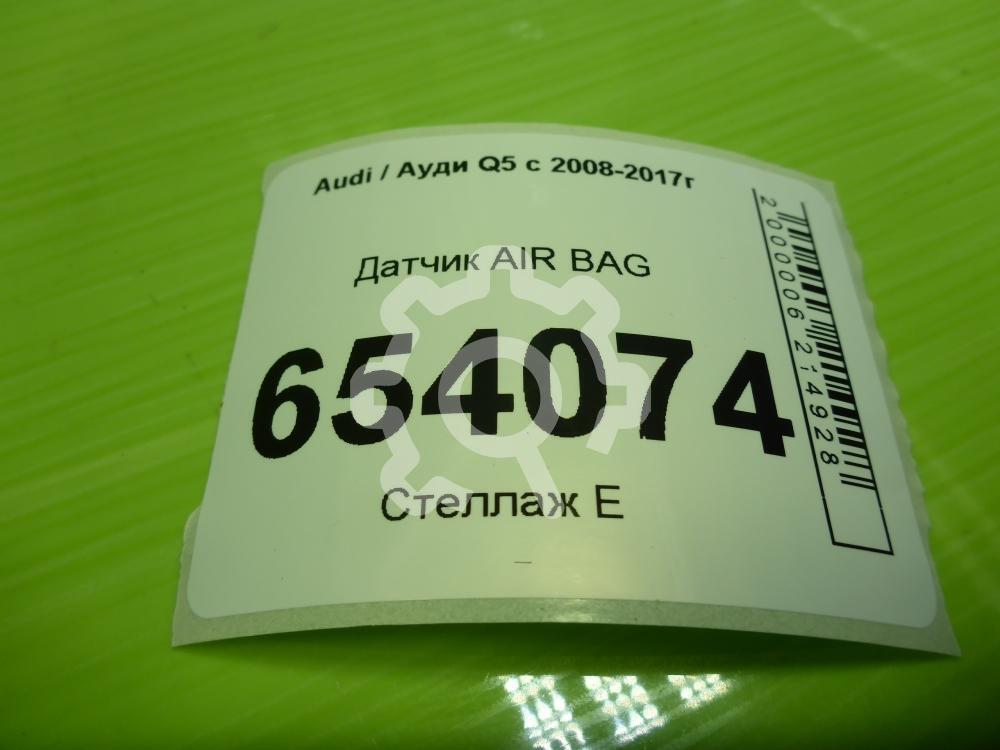 Audi / Ауди Q5 с 2008-2017г
Датчик AIR BAG
654074
Стеллаж Е
2000006214928